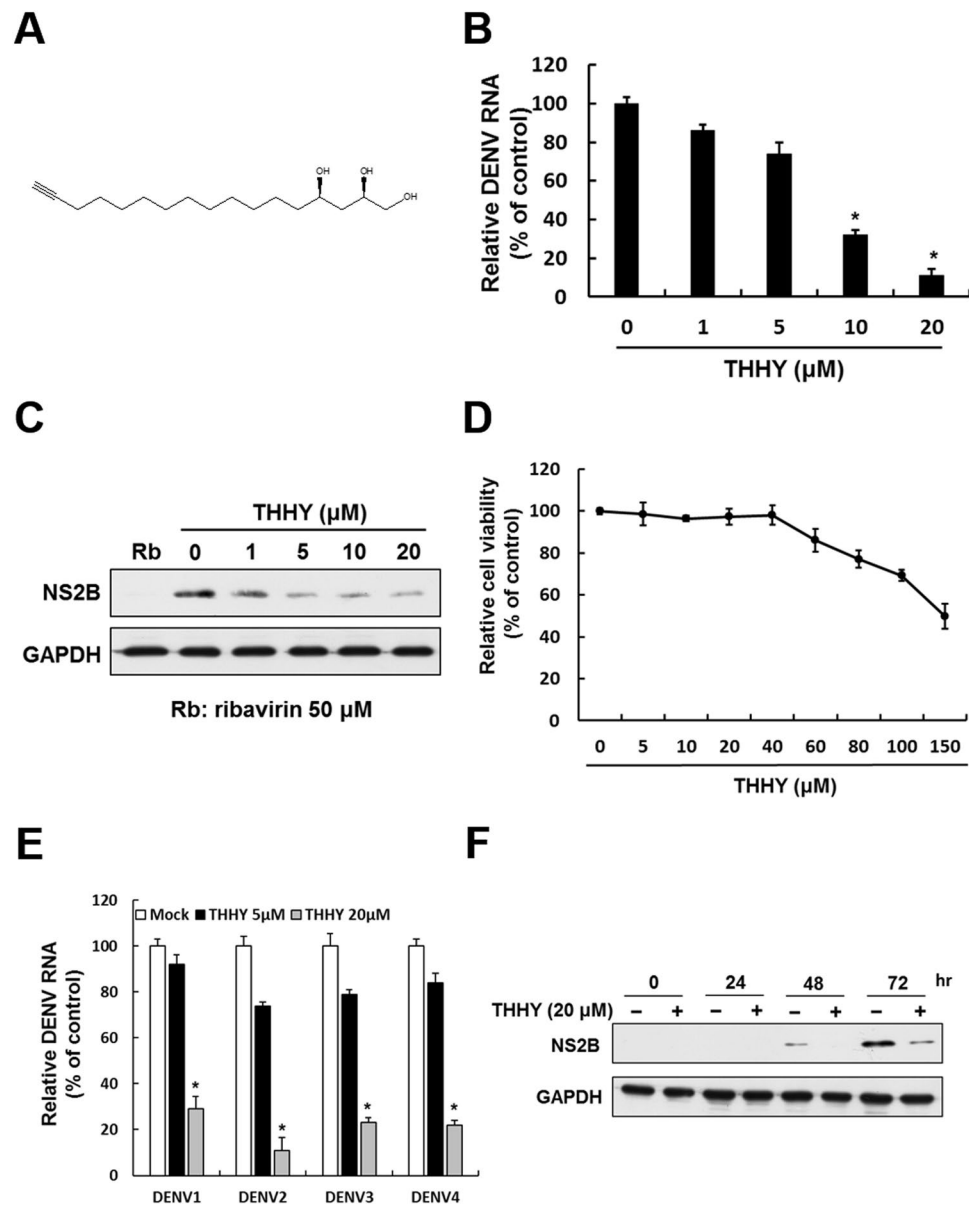 A
OH
OH
OH
B
Relative DENV RNA
(% of control)
120
100
80
60
40
20
0
*
*
0 1 5 10 20
THHY (µM)
C
THHY (µM)
Rb 0 1 5 10 20
NS2B
GAPDH
Rb: ribavirin 50 µM
D
Relative cell viability
(% of control)
120
100
80
60
40
20
0
0 5 10 20 40 60 80 100 150
THHY (µM)
E
Relative DENV RNA
(% of control)
120
100
80
60
40
20
0
Mock THHY 5µM THHY 20µM
*
*
*
*
DENV1 DENV2 DENV3 DENV4
F
0 24 48 72 hr
THHY (20 µM) – + – + – + – +
NS2B
GAPDH